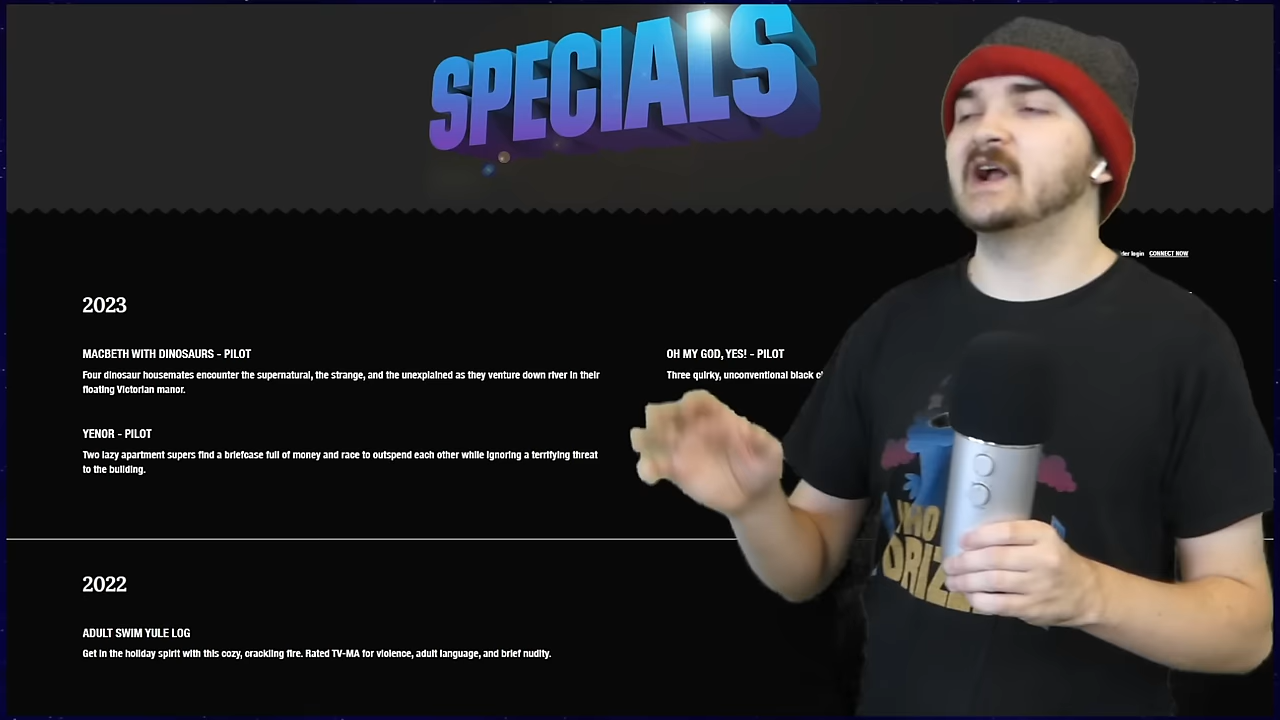 SPECIALS
login CONNECT NOW
2023
MACBETH WITH DINOSAURS - PILOT
Four dinosaur housemates encounter the supernatural, the strange, and the unexplained as they venture down river in their
floating Victorian manor.
OH MY GOD, YES! - PILOT
Three quirky, unconventional black
YENOR - PILOT
Two lazy apartment supers find a briefcase full of money and race to outspend each other while ignoring a terrifying threat
to the building.
2022
ADULT SWIM YULE LOG
Get in the holiday spirit with this cozy, crackling fire. Rated TV-MA for violence, adult language, and brief nudity.